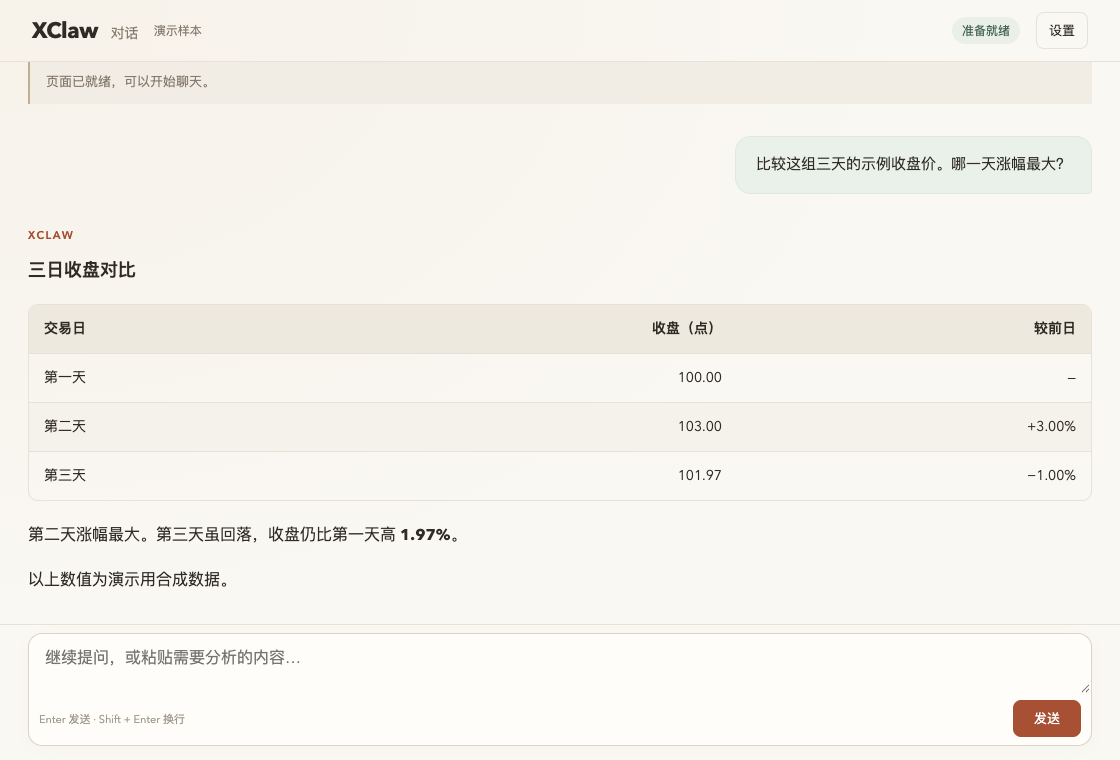 XClaw 对话 演示样本 准备就绪 设置
页面已就绪，可以开始聊天。
比较这组三天的示例收盘价。哪一天涨幅最大？
XCLAW
三日收盘对比
交易日 收盘（点） 较前日
第一天 100.00 —
第二天 103.00 +3.00%
第三天 101.97 −1.00%
第二天涨幅最大。第三天虽回落，收盘仍比第一天高 1.97%。
以上数值为演示用合成数据。
继续提问，或粘贴需要分析的内容…
Enter 发送 · Shift + Enter 换行 发送